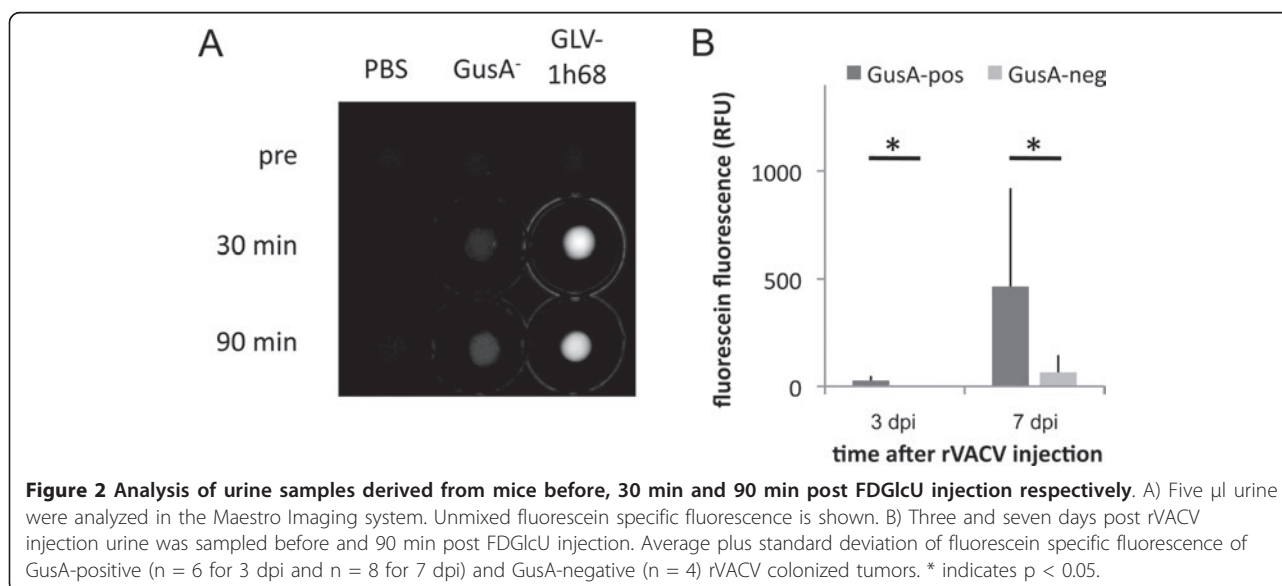 A
PBS GusA⁻ GLV-1h68
pre
30 min
90 min
B
GusA-pos GusA-neg
fluorescein fluorescence (RFU)
1000
500
0
* *
3 dpi 7 dpi
time after rVACV injection
Figure 2 Analysis of urine samples derived from mice before, 30 min and 90 min post FDGlcU injection respectively. A) Five µl urine
were analyzed in the Maestro Imaging system. Unmixed fluorescein specific fluorescence is shown. B) Three and seven days post rVACV
injection urine was sampled before and 90 min post FDGlcU injection. Average plus standard deviation of fluorescein specific fluorescence of
GusA-positive (n = 6 for 3 dpi and n = 8 for 7 dpi) and GusA-negative (n = 4) rVACV colonized tumors. * indicates p < 0.05.